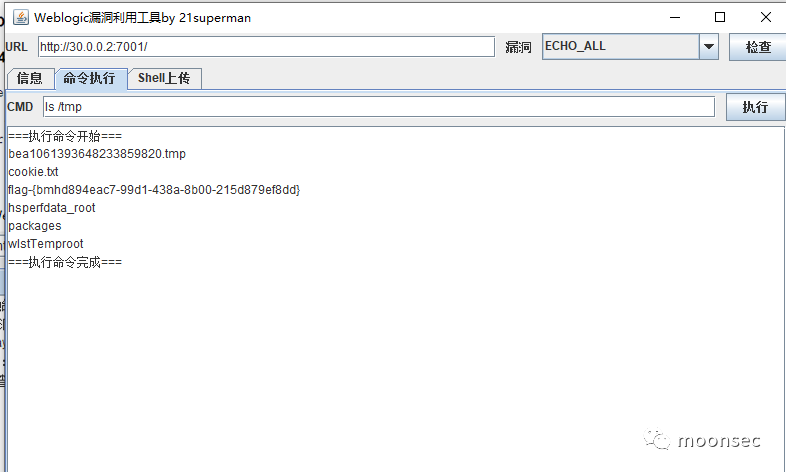 Weblogic漏洞利用工具by 21superman
URL http://30.0.0.2:7001/ 漏洞 ECHO_ALL 检查
信息 命令执行 Shell上传
CMD ls /tmp 执行
===执行命令开始===
bea1061393648233859820.tmp
cookie.txt
flag-{bmhd894eac7-99d1-438a-8b00-215d879ef8dd}
hsperfdata_root
packages
wlstTemproot
===执行命令完成===
moonsec